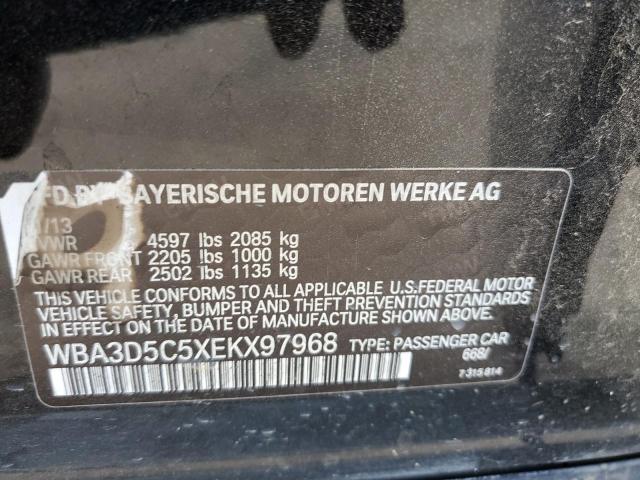 BAYERISCHE MOTOREN WERKE AG
/13
4597 lbs 2085 kg
GAWR FRONT 2205 lbs 1000 kg
GAWR REAR 2502 lbs 1135 kg
THIS VEHICLE CONFORMS TO ALL APPLICABLE U.S.FEDERAL MOTOR
VEHICLE SAFETY, BUMPER AND THEFT PREVENTION STANDARDS
IN EFFECT ON THE DATE OF MANUFACTURE SHOWN ABOVE.
WBA3D5C5XEKX97968 TYPE: PASSENGER CAR
668/
7 315 814